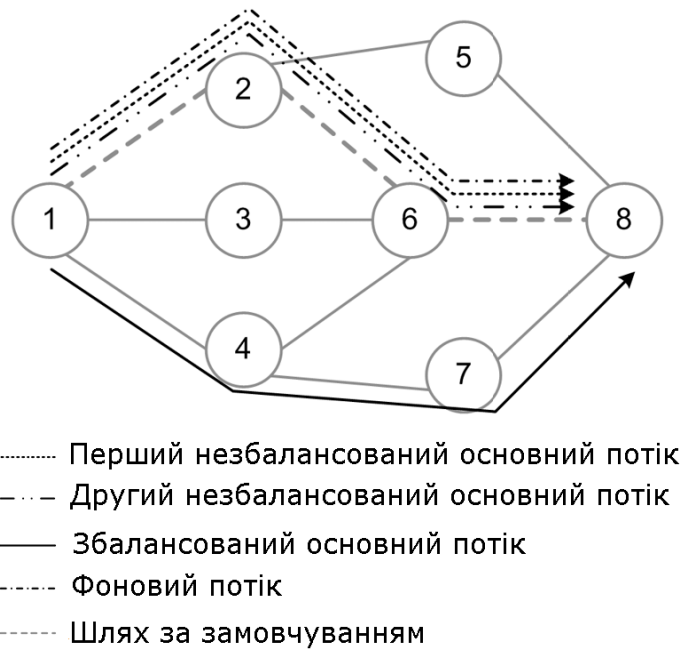 5
2
1
3
6
8
4
7
Перший незбалансований основний потік
Другий незбалансований основний потік
Збалансований основний потік
Фоновий потік
Шлях за замовчуванням